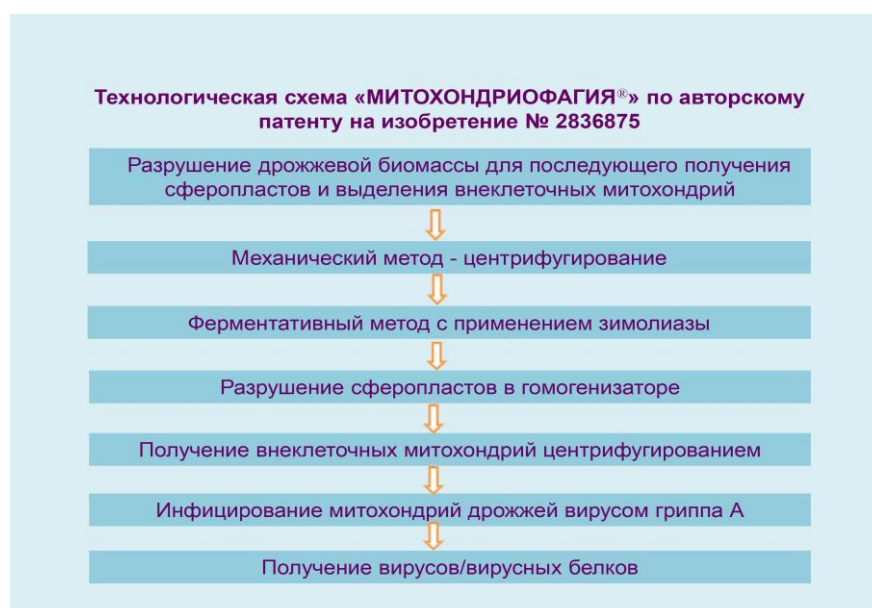 Технологическая схема «МИТОХОНДРИОФАГИЯ®» по авторскому
патенту на изобретение № 2836875
Разрушение дрожжевой биомассы для последующего получения
сферопластов и выделения внеклеточных митохондрий
Механический метод - центрифугирование
Ферментативный метод с применением зимолиазы
Разрушение сферопластов в гомогенизаторе
Получение внеклеточных митохондрий центрифугированием
Инфицирование митохондрий дрожжей вирусом гриппа А
Получение вирусов/вирусных белков